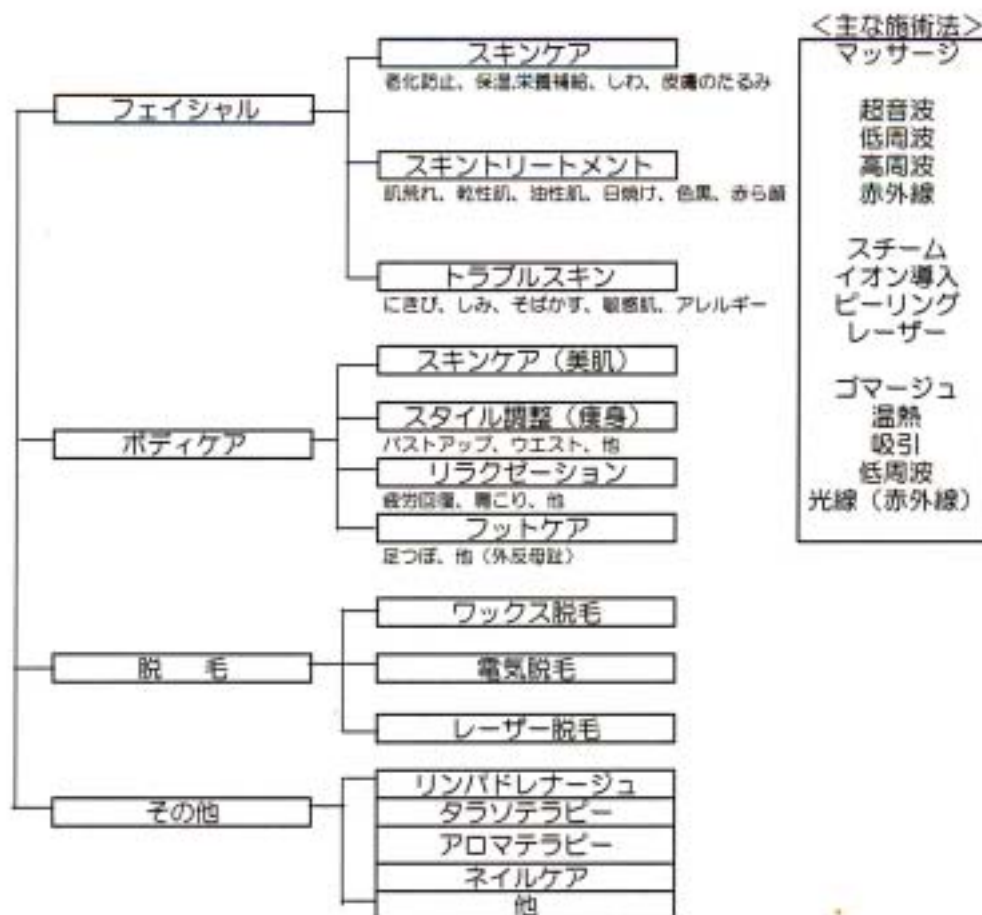 フェイシャル
スキンケア
老化防止、保湿,栄養補給、しわ、皮膚のたるみ
スキントリートメント
肌荒れ、乾性肌、油性肌、日焼け、色黒、赤ら顔
トラブルスキン
にきび、しみ、そばかす、敏感肌、アレルギー
ボディケア
スキンケア（美肌）
スタイル調整（痩身）
バストアップ、ウエスト、他
リラクゼーション
疲労回復、肩こり、他
フットケア
足つぼ、他（外反母趾）
脱　毛
ワックス脱毛
電気脱毛
レーザー脱毛
その他
リンパドレナージュ
タラソテラピー
アロマテラピー
ネイルケア
他
＜主な施術法＞
マッサージ
超音波
低周波
高周波
赤外線
スチーム
イオン導入
ピーリング
レーザー
ゴマージュ
温熱
吸引
低周波
光線（赤外線）